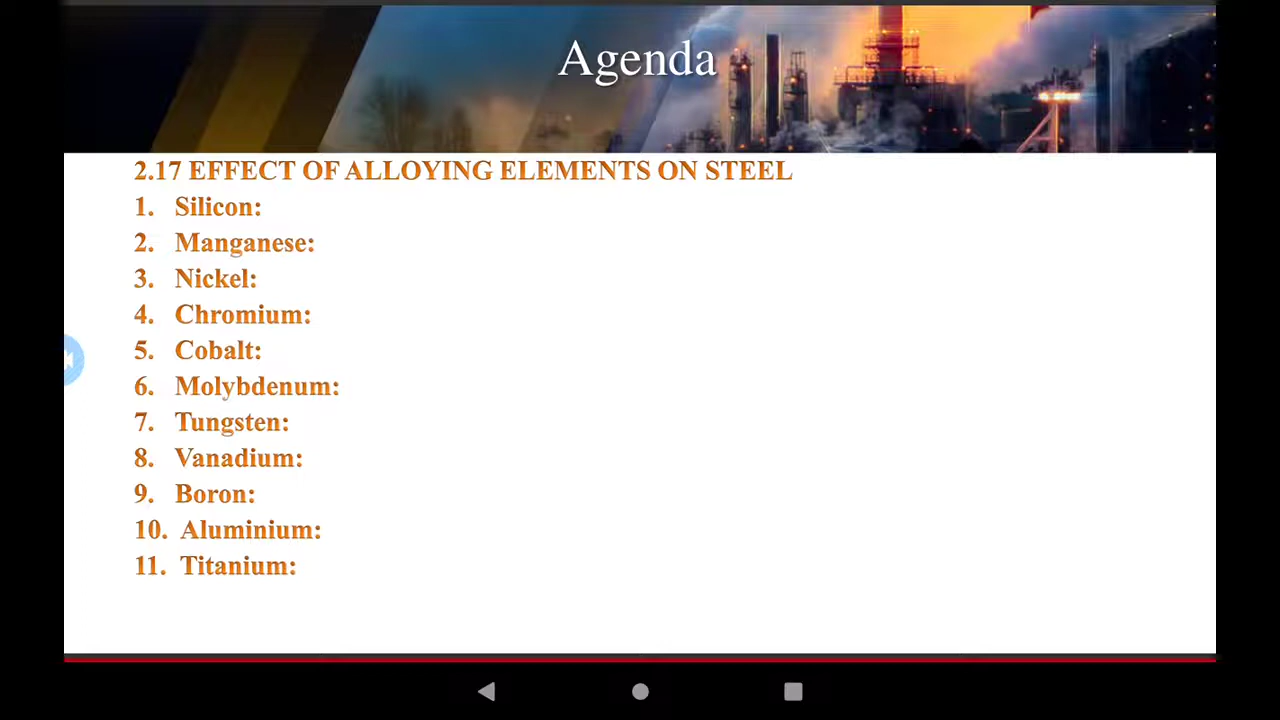 Agenda
2.17 EFFECT OF ALLOYING ELEMENTS ON STEEL
1. Silicon:
2. Manganese:
3. Nickel:
4. Chromium:
5. Cobalt:
6. Molybdenum:
7. Tungsten:
8. Vanadium:
9. Boron:
10. Aluminium:
11. Titanium: